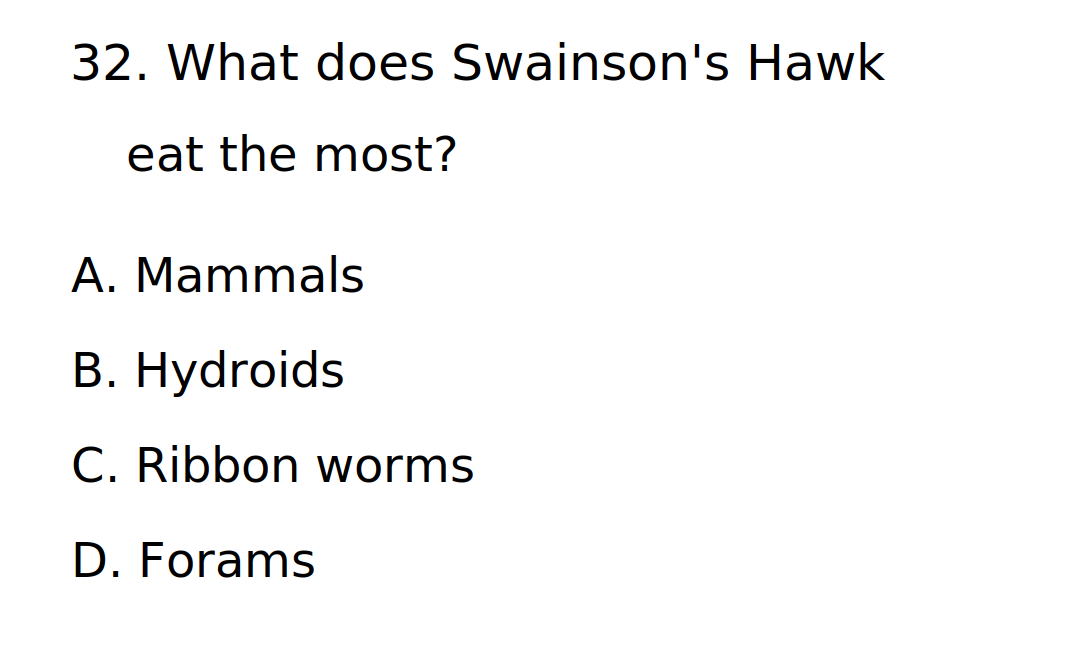 32. What does Swainson's Hawk
eat the most?
A. Mammals
B. Hydroids
C. Ribbon worms
D. Forams